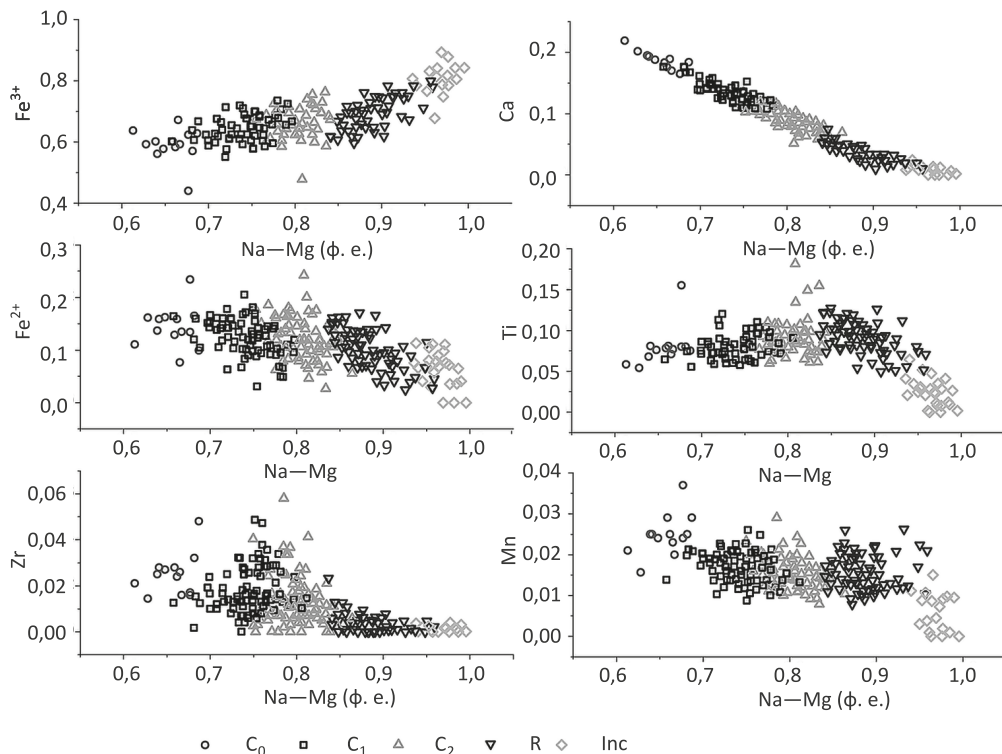 1,0
0,8
0,6
0,4
Fe³⁺
0,6 0,7 0,8 0,9 1,0
Na—Mg (ф. е.)
0,2
0,1
0,0
Ca
0,6 0,7 0,8 0,9 1,0
Na—Mg (ф. е.)
0,3
0,2
0,1
0,0
Fe²⁺
0,6 0,7 0,8 0,9 1,0
Na—Mg
0,20
0,15
0,10
0,05
0,00
Ti
0,6 0,7 0,8 0,9 1,0
Na—Mg
0,06
0,04
0,02
0,00
Zr
0,6 0,7 0,8 0,9 1,0
Na—Mg (ф. е.)
0,04
0,03
0,02
0,01
0,00
Mn
0,6 0,7 0,8 0,9 1,0
Na—Mg (ф. е.)
C₀ C₁ C₂ R Inc